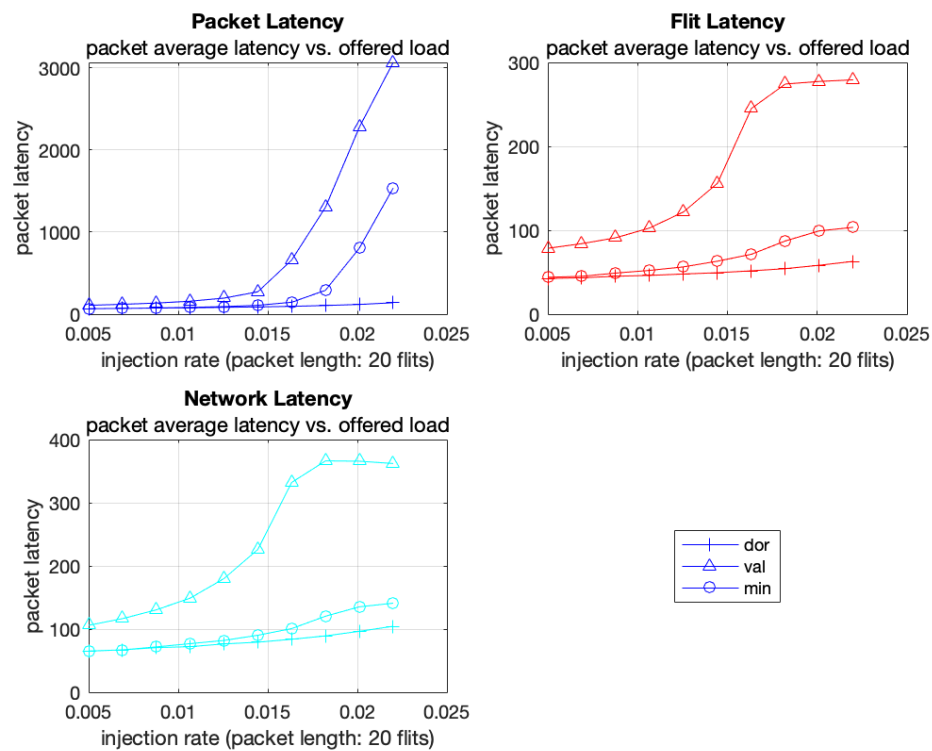 Packet Latency
packet average latency vs. offered load
3000
2000
1000
0
packet latency
0.005 0.01 0.015 0.02 0.025
injection rate (packet length: 20 flits)
Flit Latency
packet average latency vs. offered load
300
200
100
0
packet latency
0.005 0.01 0.015 0.02 0.025
injection rate (packet length: 20 flits)
Network Latency
packet average latency vs. offered load
400
300
200
100
0
packet latency
0.005 0.01 0.015 0.02 0.025
injection rate (packet length: 20 flits)
dor
val
min